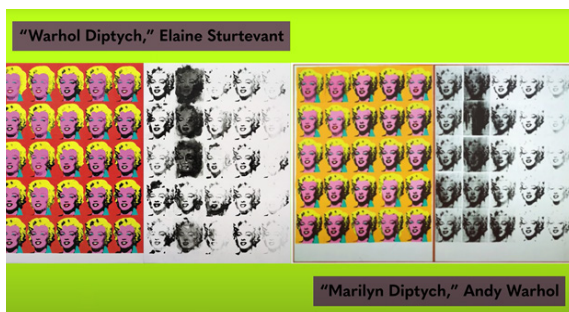 “Warhol Diptych,” Elaine Sturtevant
“Marilyn Diptych,” Andy Warhol